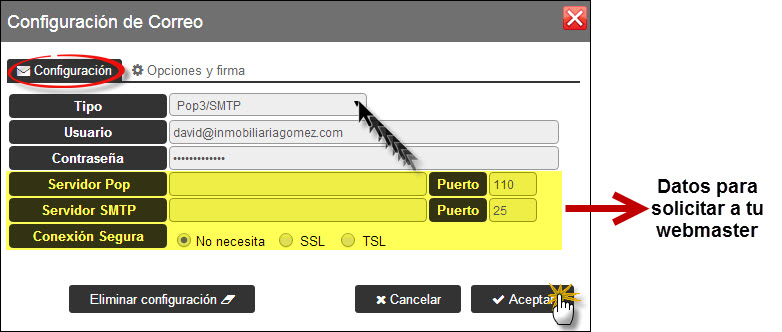 Configuración de Correo
Configuración Opciones y firma
Tipo Pop3/SMTP
Usuario david@inmobiliariagomez.com
Contraseña •••••••••••••
Servidor Pop Puerto 110
Servidor SMTP Puerto 25
Conexión Segura No necesita SSL TSL
Datos para
solicitar a tu
webmaster
Eliminar configuración Cancelar Aceptar